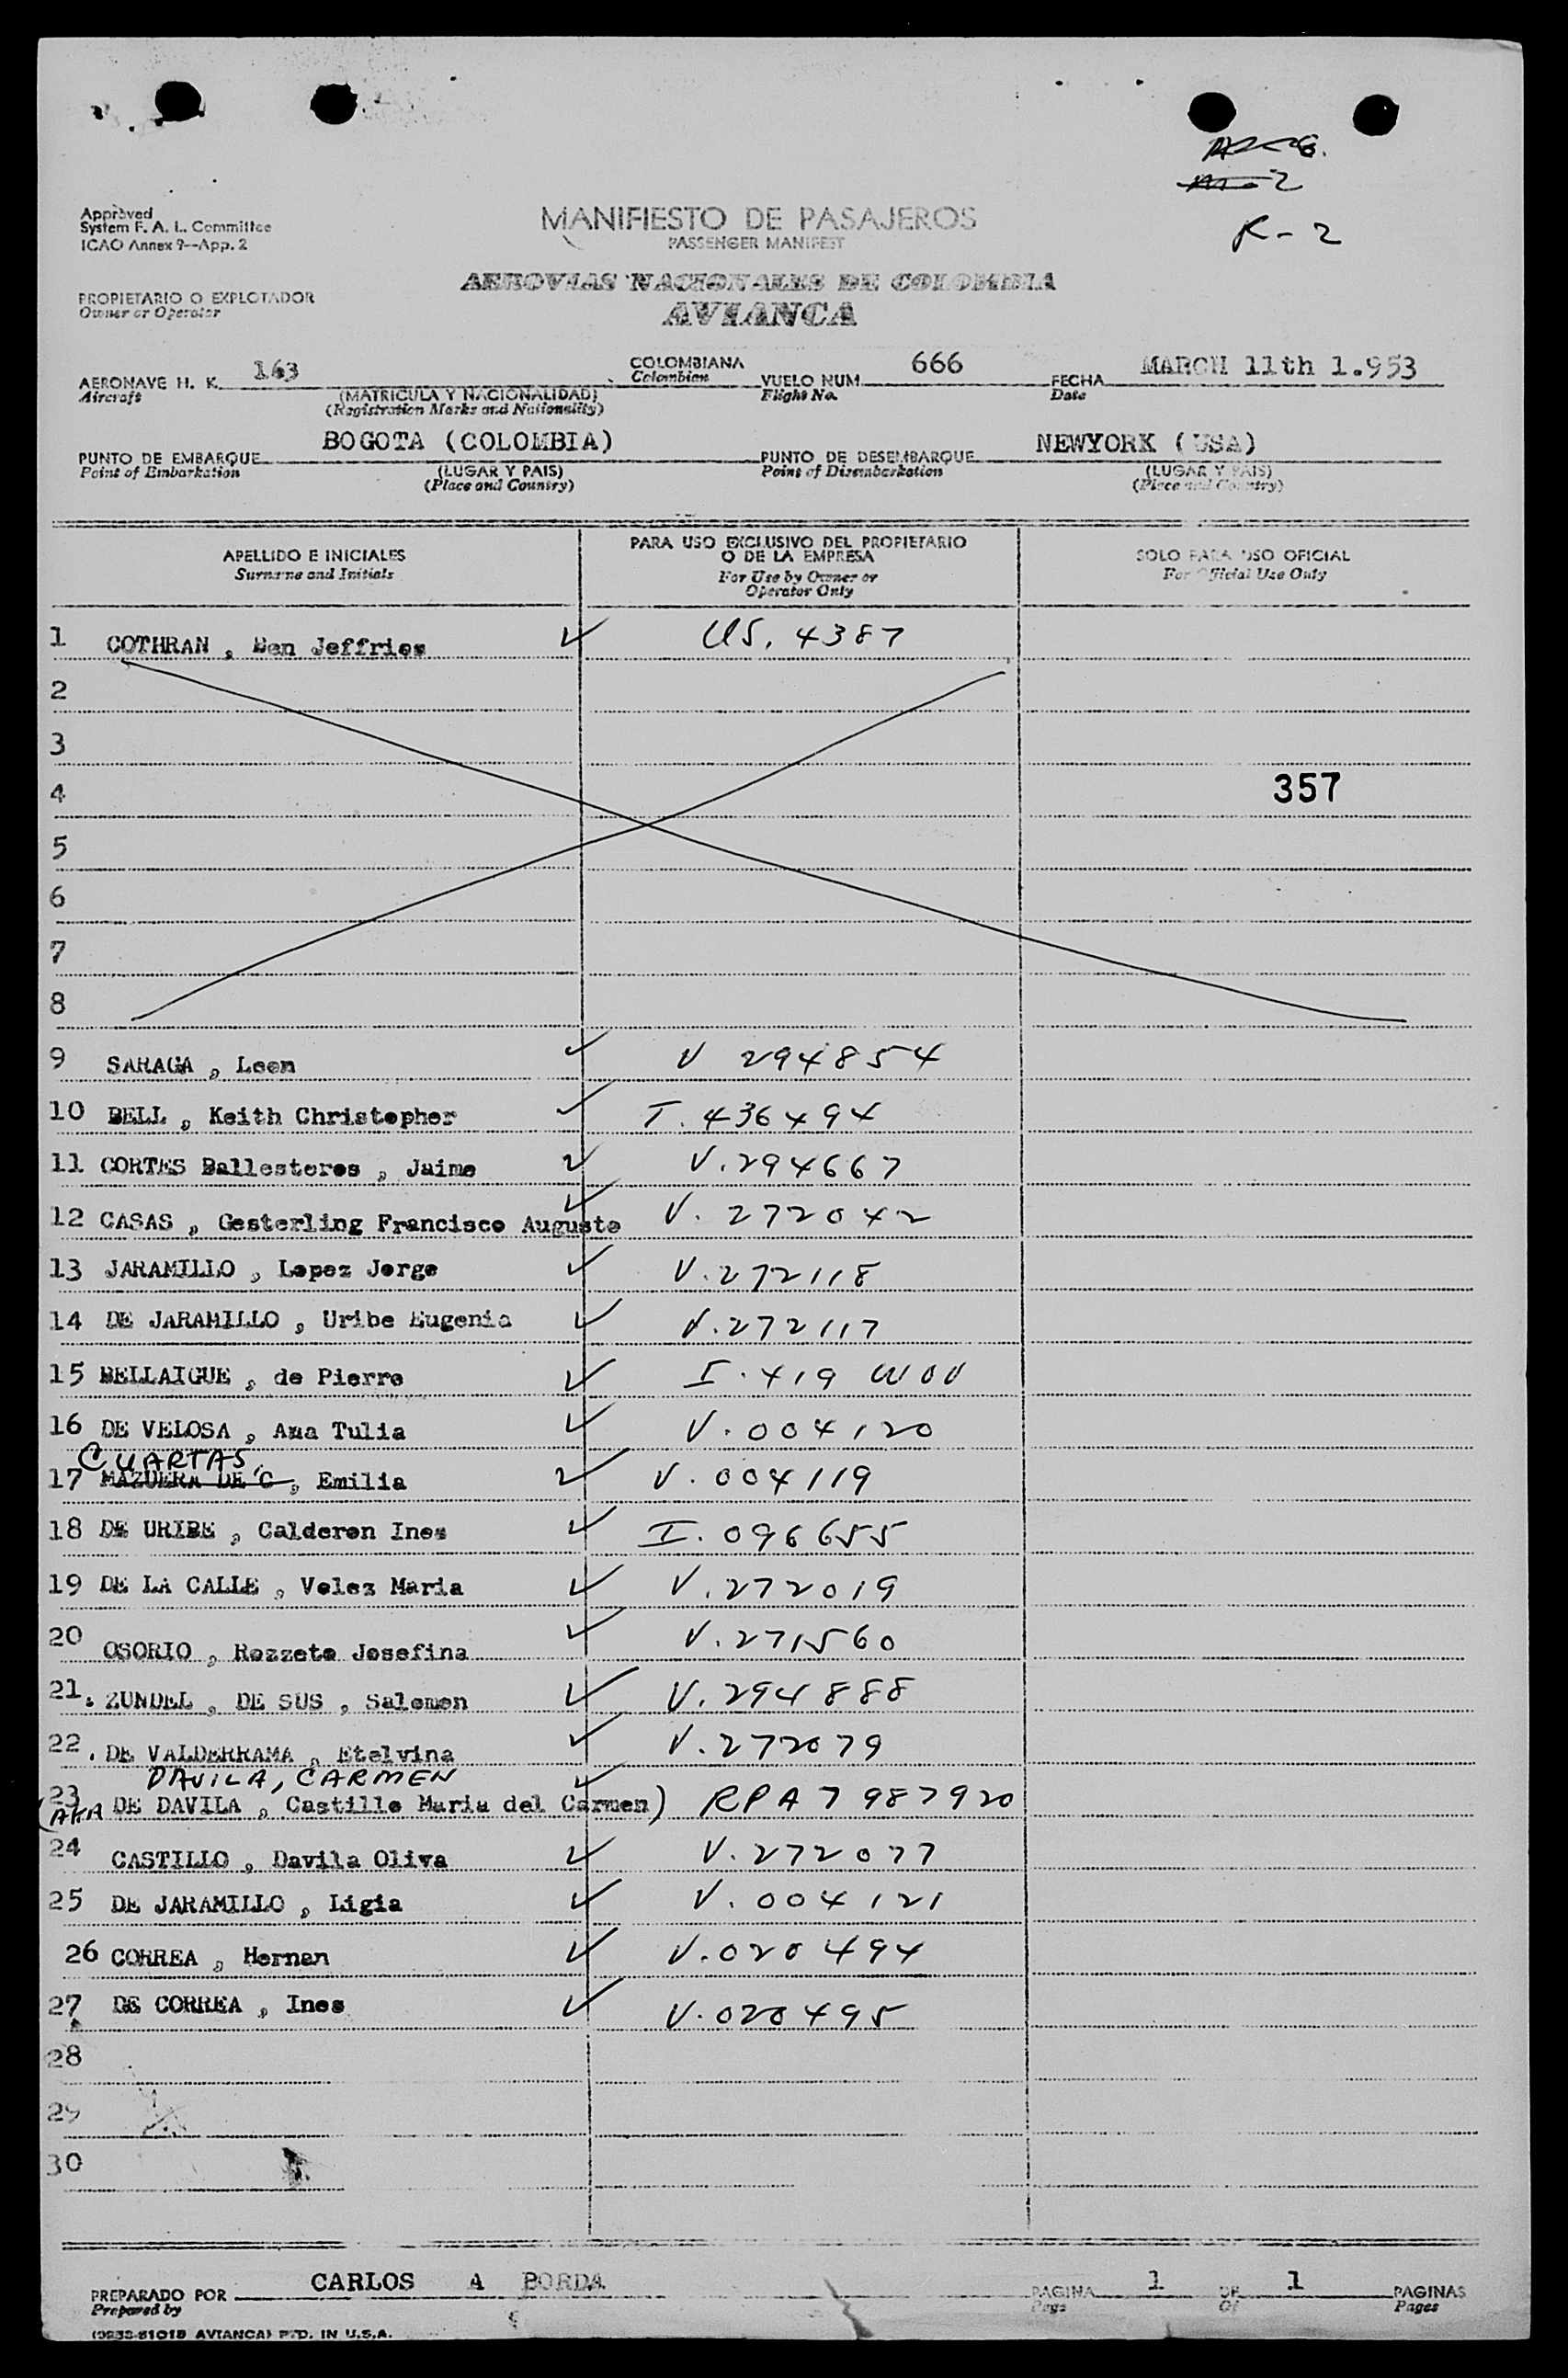 K-2
Approved
System F. A. L. Committee
ICAO Annex 9--App. 2
MANIFIESTO DE PASAJEROS
PASSENGER MANIFEST
PROPIETARIO O EXPLOTADOR
Owner or Operator
AEROVIAS NACIONALES DE COLOMBIA
AVIANCA
AERONAVE H. K. 163 COLOMBIANA VUELO NUM. 666 FECHA MARCH 11th 1.953
Aircraft (MATRICULA Y NACIONALIDAD) Colombian Flight No. Date
(Registration Marks and Nationality)
PUNTO DE EMBARQUE BOGOTA (COLOMBIA) PUNTO DE DESEMBARQUE NEWYORK (USA)
Point of Embarkation (LUGAR Y PAIS) Point of Disembarkation (LUGAR Y PAIS)
(Place and Country) (Place and Country)
APELLIDO E INICIALES
Surname and Initials
PARA USO EXCLUSIVO DEL PROPIETARIO
O DE LA EMPRESA
For Use by Owner or
Operator Only
SOLO PARA USO OFICIAL
For Official Use Only
1 COTHRAN , Ben Jeffries ✓ US. 4387
2
3
4 357
5
6
7
8
9 SARAGA , Leon ✓ V 294854
10 BELL , Keith Christopher ✓ I. 436494
11 CORTES Ballesteros , Jaime ✓ V.294667
12 CASAS , Gesterling Francisco Augusto ✓ V. 272042
13 JARAMILLO , Lopez Jorge ✓ V.272118
14 DE JARAMILLO , Uribe Eugenia ✓ V.272117
15 BELLAIGUE , de Pierre ✓ I. 419
16 DE VELOSA , Ana Tulia ✓ V. 004120
CUARTAS
17 MAZUERA DE C , Emilia ✓ V. 004119
18 DE URIBE , Calderon Ines ✓ I. 096655
19 DE LA CALLE , Velez Maria ✓ V.272019
20 OSORIO , Rozzeto Josefina ✓ V.271560
21. ZUNDEL , DE SUS , Salomon ✓ V.294888
22. DE VALDERRAMA , Etelvina ✓ V.272079
DAVILA, CARMEN
23 (AKA DE DAVILA , Castillo Maria del Carmen) ✓ RPA 7987920
24 CASTILLO , Davila Oliva ✓ V.272077
25 DE JARAMILLO , Ligia ✓ V. 004121
26 CORREA , Hernan ✓ V.020494
27 DE CORREA , Ines ✓ V.020495
28
29
30
PREPARADO POR CARLOS A BORDA PAGINA 1 DE 1 PAGINAS
Prepared by Page Of Pages
AVIANCA) PTD. IN U.S.A.